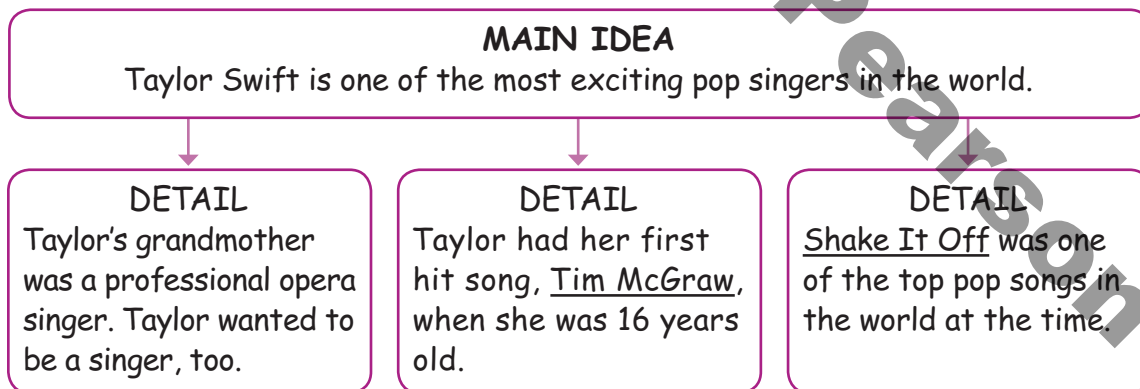 MAIN IDEA
Taylor Swift is one of the most exciting pop singers in the world.
DETAIL
Taylor's grandmother
was a professional opera
singer. Taylor wanted to
be a singer, too.
DETAIL
Taylor had her first
hit song, Tim McGraw,
when she was 16 years
old.
DETAIL
Shake It Off was one
of the top pop songs in
the world at the time.
Pearson